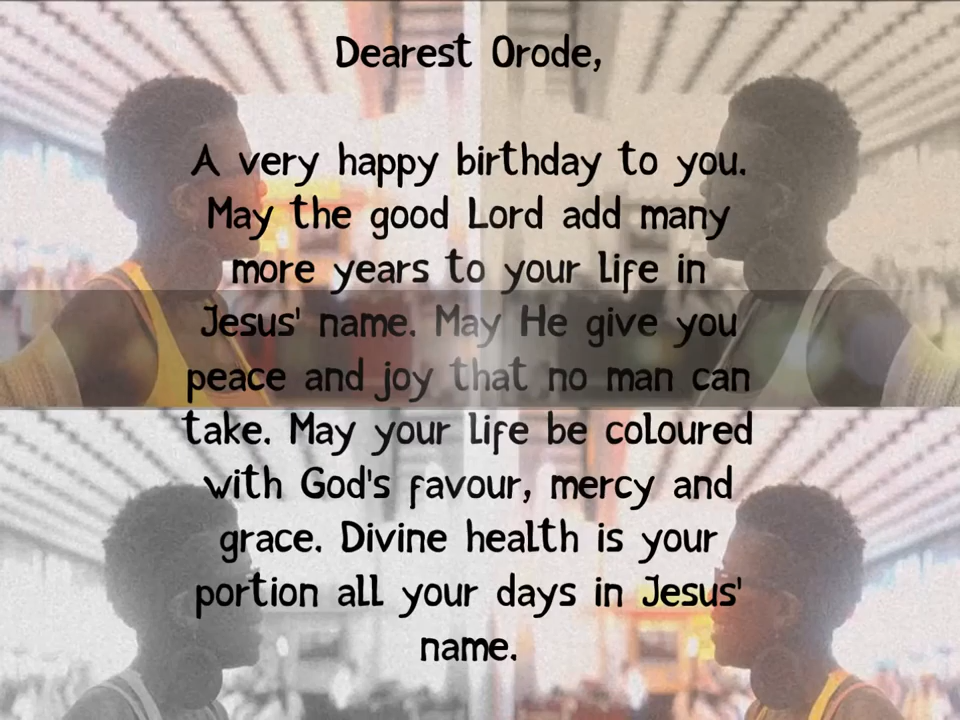 Dearest Orode,
A very happy birthday to you.
May the good Lord add many
more years to your life in
Jesus' name. May He give you
peace and joy that no man can
take. May your life be coloured
with God's favour, mercy and
grace. Divine health is your
portion all your days in Jesus'
name.